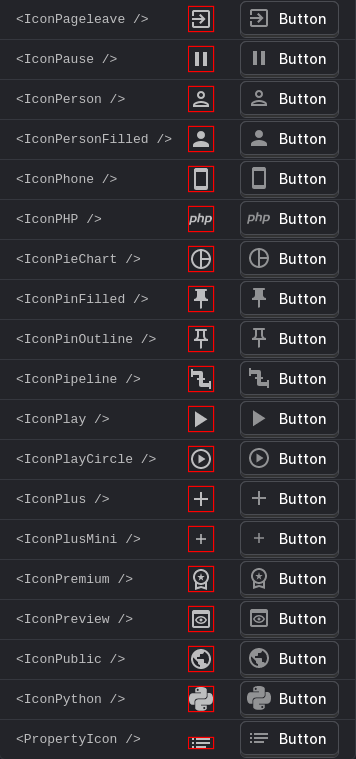 <IconPageleave /> Button
<IconPause /> Button
<IconPerson /> Button
<IconPersonFilled /> Button
<IconPhone /> Button
<IconPHP /> php php Button
<IconPieChart /> Button
<IconPinFilled /> Button
<IconPinOutline /> Button
<IconPipeline /> Button
<IconPlay /> Button
<IconPlayCircle /> Button
<IconPlus /> Button
<IconPlusMini /> Button
<IconPremium /> Button
<IconPreview /> Button
<IconPublic /> Button
<IconPython /> Button
<PropertyIcon /> Button